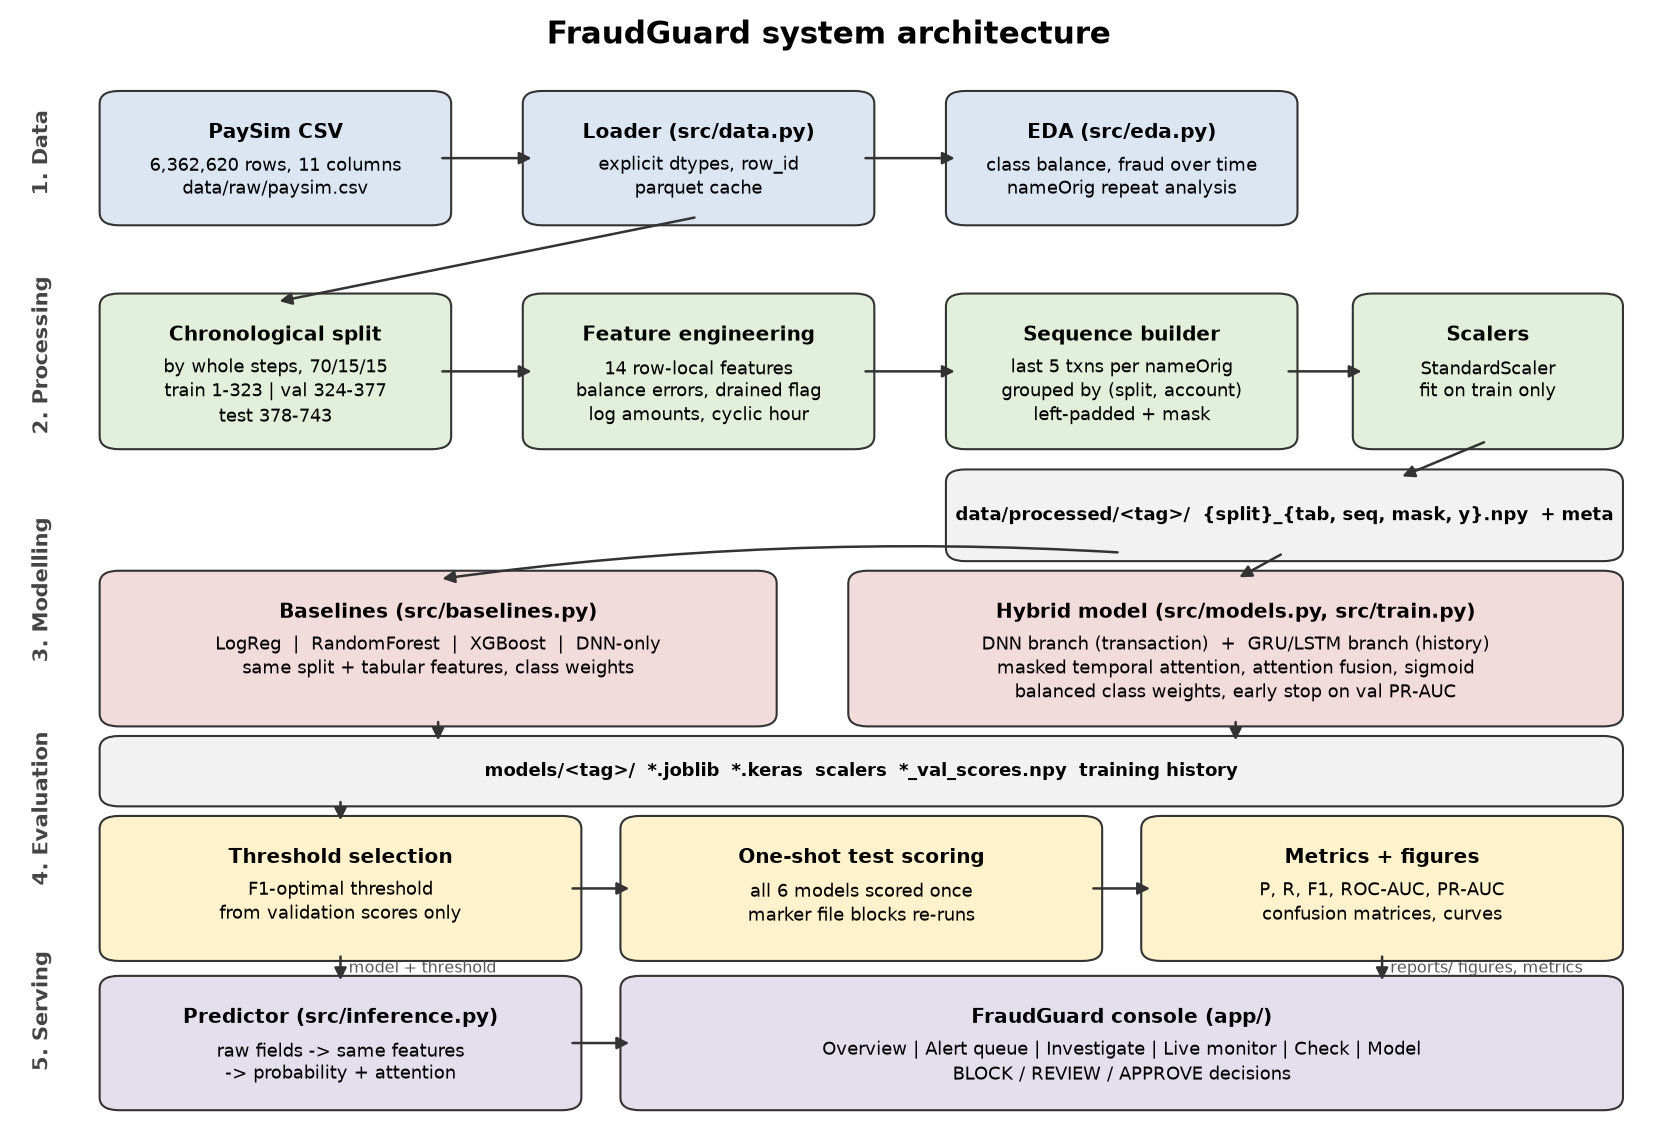 FraudGuard system architecture
1. Data
PaySim CSV
6,362,620 rows, 11 columns
data/raw/paysim.csv
Loader (src/data.py)
explicit dtypes, row_id
parquet cache
EDA (src/eda.py)
class balance, fraud over time
nameOrig repeat analysis
2. Processing
Chronological split
by whole steps, 70/15/15
train 1-323 | val 324-377
test 378-743
Feature engineering
14 row-local features
balance errors, drained flag
log amounts, cyclic hour
Sequence builder
last 5 txns per nameOrig
grouped by (split, account)
left-padded + mask
Scalers
StandardScaler
fit on train only
data/processed/<tag>/  {split}_{tab, seq, mask, y}.npy  + meta
3. Modelling
Baselines (src/baselines.py)
LogReg  |  RandomForest  |  XGBoost  |  DNN-only
same split + tabular features, class weights
Hybrid model (src/models.py, src/train.py)
DNN branch (transaction)  +  GRU/LSTM branch (history)
masked temporal attention, attention fusion, sigmoid
balanced class weights, early stop on val PR-AUC
models/<tag>/  *.joblib  *.keras  scalers  *_val_scores.npy  training history
4. Evaluation
Threshold selection
F1-optimal threshold
from validation scores only
One-shot test scoring
all 6 models scored once
marker file blocks re-runs
Metrics + figures
P, R, F1, ROC-AUC, PR-AUC
confusion matrices, curves
model + threshold
reports/ figures, metrics
5. Serving
Predictor (src/inference.py)
raw fields -> same features
-> probability + attention
FraudGuard console (app/)
Overview | Alert queue | Investigate | Live monitor | Check | Model
BLOCK / REVIEW / APPROVE decisions